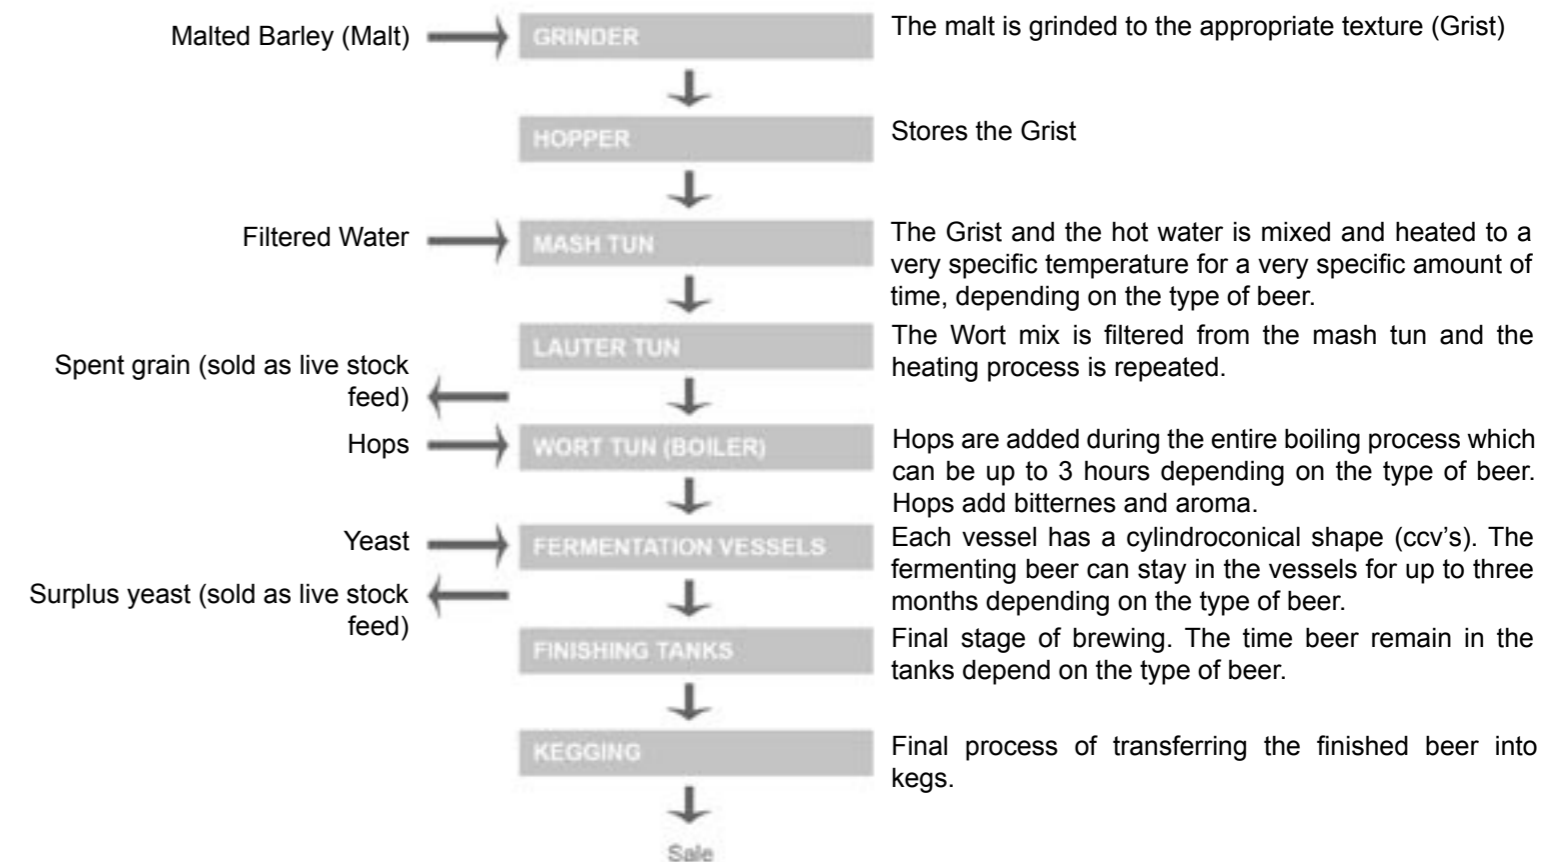 Malted Barley (Malt)
GRINDER
The malt is grinded to the appropriate texture (Grist)
HOPPER
Stores the Grist
Filtered Water
MASH TUN
The Grist and the hot water is mixed and heated to a
very specific temperature for a very specific amount of
time, depending on the type of beer.
LAUTER TUN
The Wort mix is filtered from the mash tun and the
heating process is repeated.
Spent grain (sold as live stock
feed)
Hops
WORT TUN (BOILER)
Hops are added during the entire boiling process which
can be up to 3 hours depending on the type of beer.
Hops add bitternes and aroma.
Yeast
FERMENTATION VESSELS
Each vessel has a cylindroconical shape (ccv's). The
fermenting beer can stay in the vessels for up to three
months depending on the type of beer.
Surplus yeast (sold as live stock
feed)
FINISHING TANKS
Final stage of brewing. The time beer remain in the
tanks depend on the type of beer.
KEGGING
Final process of transferring the finished beer into
kegs.
Sale